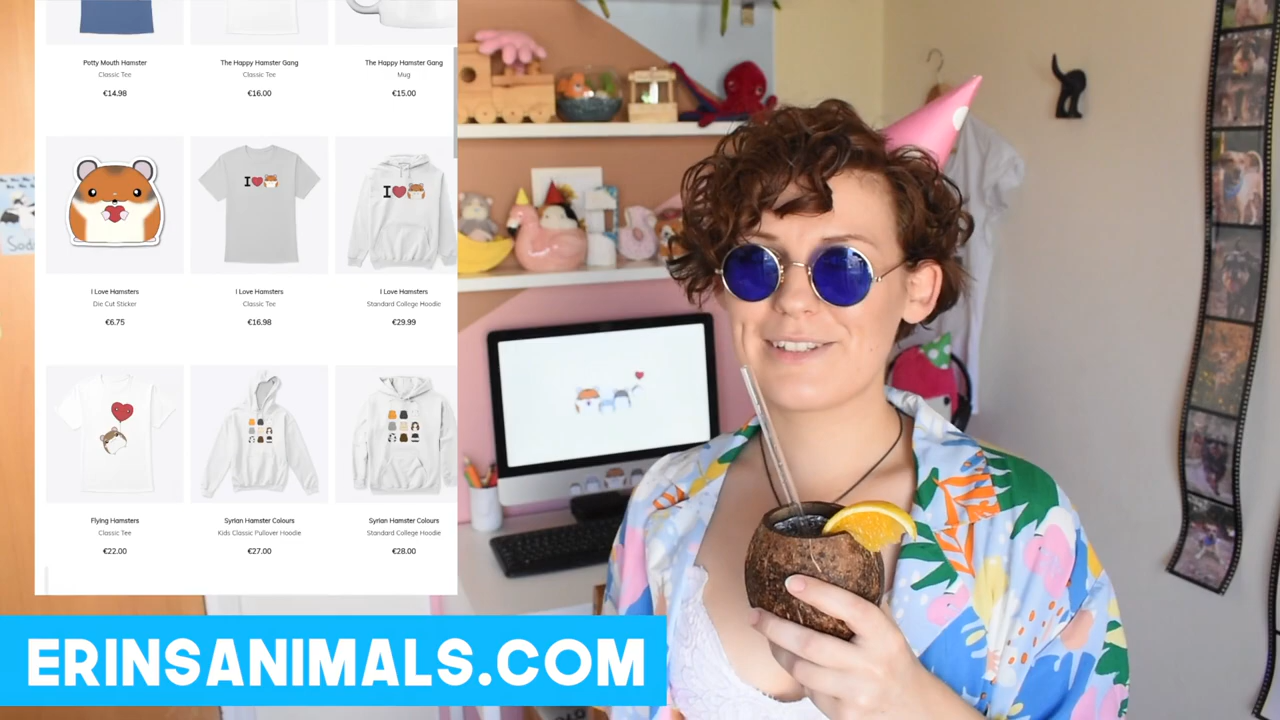 Potty Mouth Hamster
Classic Tee
€14.98
The Happy Hamster Gang
Classic Tee
€16.00
The Happy Hamster Gang
Mug
€15.00
I Love Hamsters
Die Cut Sticker
€6.75
I
I Love Hamsters
Classic Tee
€16.98
I
I Love Hamsters
Standard College Hoodie
€29.99
Flying Hamsters
Classic Tee
€22.00
Syrian Hamster Colours
Kids Classic Pullover Hoodie
€27.00
Syrian Hamster Colours
Standard College Hoodie
€28.00
ERINSANIMALS.COM